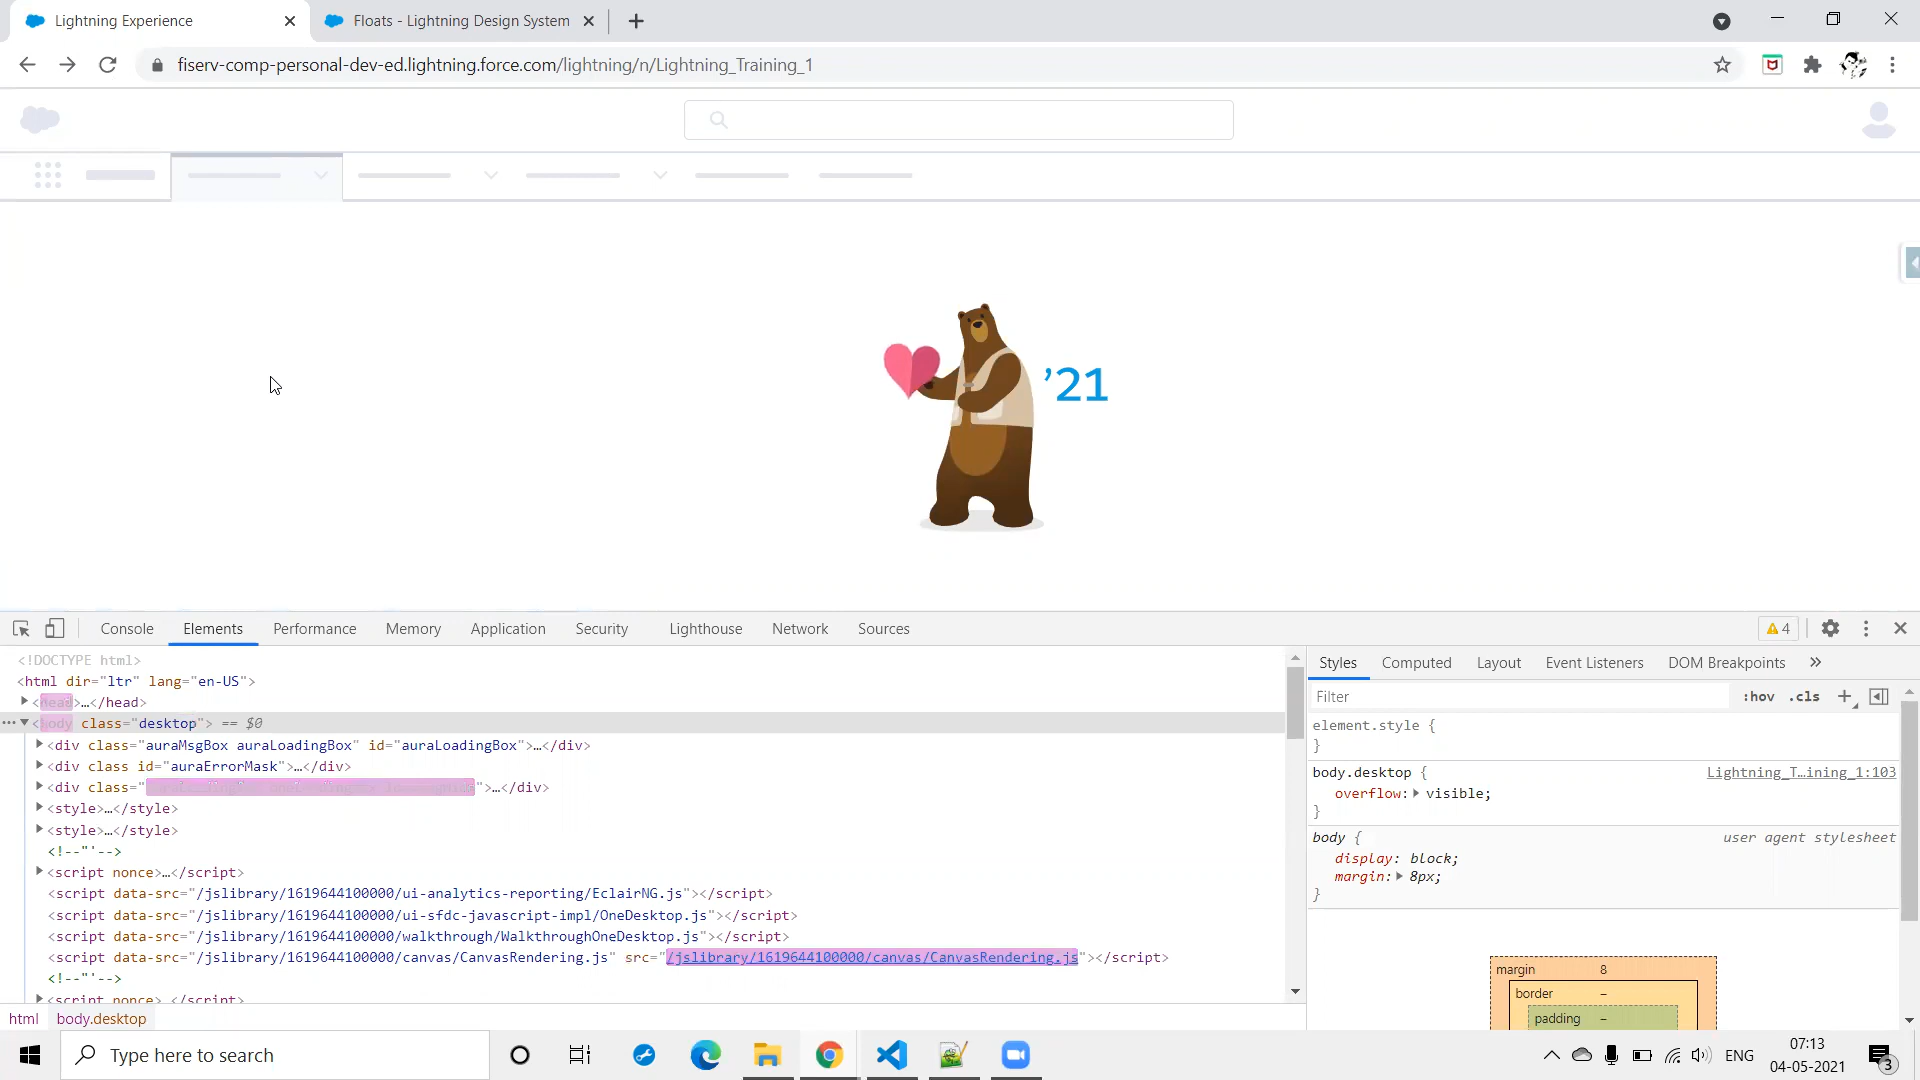 Lightning Experience
Floats - Lightning Design System
fiserv-comp-personal-dev-ed.lightning.force.com/lightning/n/Lightning_Training_1
’21
Console Elements Performance Memory Application Security Lighthouse Network Sources
4
<!DOCTYPE html>
<html dir="ltr" lang="en-US">
<head>…</head>
<body class="desktop"> == $0
<div class="auraMsgBox auraLoadingBox" id="auraLoadingBox">…</div>
<div class id="auraErrorMask">…</div>
<div class="">…</div>
<style>…</style>
<style>…</style>
<!--"'-->
<script nonce>…</script>
<script data-src="/jslibrary/1619644100000/ui-analytics-reporting/EclairNG.js"></script>
<script data-src="/jslibrary/1619644100000/ui-sfdc-javascript-impl/OneDesktop.js"></script>
<script data-src="/jslibrary/1619644100000/walkthrough/WalkthroughOneDesktop.js"></script>
<script data-src="/jslibrary/1619644100000/canvas/CanvasRendering.js" src="/jslibrary/1619644100000/canvas/CanvasRendering.js"></script>
<!--"'-->
<script nonce>…</script>
html body.desktop
Styles Computed Layout Event Listeners DOM Breakpoints »
Filter :hov .cls +
element.style {
}
body.desktop { Lightning_T…ining_1:103
overflow: visible;
}
body { user agent stylesheet
display: block;
margin: 8px;
}
margin 8
border –
padding –
Type here to search
ENG
07:13
04-05-2021
3